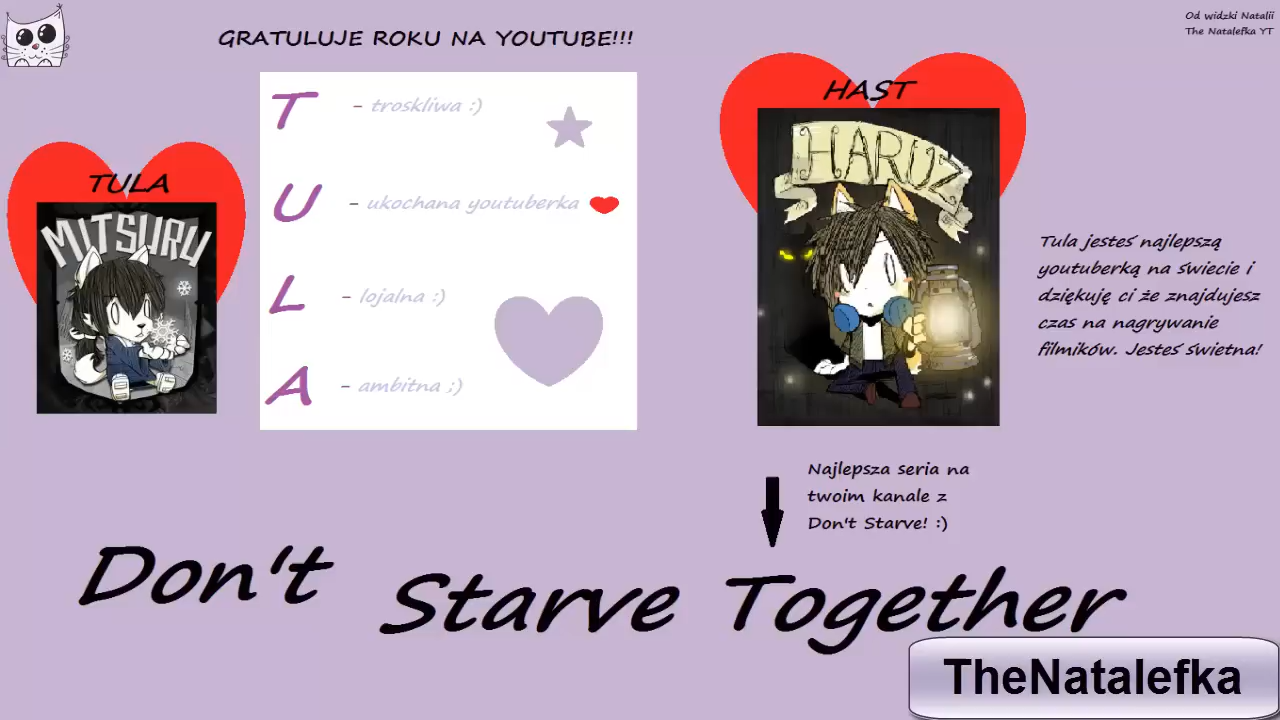 Od widzki Natalii
The Natalefka YT
GRATULUJE ROKU NA YOUTUBE!!!
TULA
MITSURU
T - troskliwa :)
U - ukochana youtuberka
L - lojalna :)
A - ambitna ;)
HAST
HARUZ
Tula jesteś najlepszą
youtuberką na świecie i
dziękuję ci że znajdujesz
czas na nagrywanie
filmików. Jesteś świetna!
Najlepsza seria na
twoim kanale z
Don't Starve! :)
Don't Starve Together
TheNatalefka